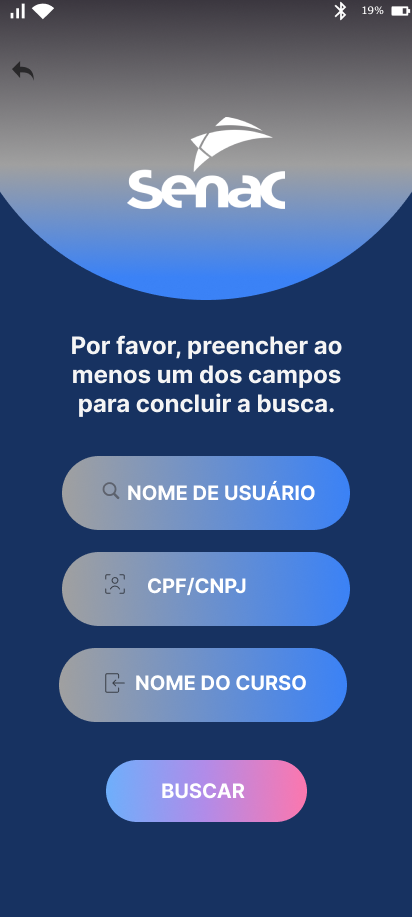 19%
Senac
Por favor, preencher ao
menos um dos campos
para concluir a busca.
NOME DE USUÁRIO
CPF/CNPJ
NOME DO CURSO
BUSCAR